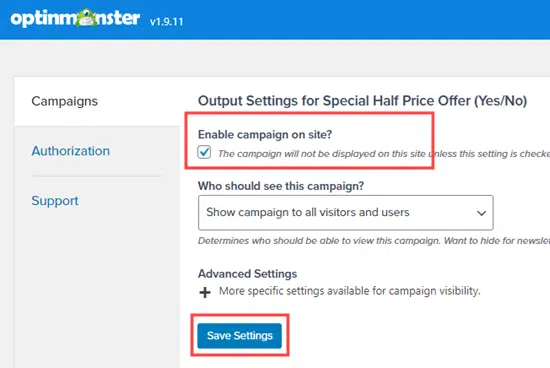 optinmonster v1.9.11
Campaigns
Authorization
Support
Output Settings for Special Half Price Offer (Yes/No)
Enable campaign on site?
The campaign will not be displayed on this site unless this setting is checke
Who should see this campaign?
Show campaign to all visitors and users
Determines who should be able to view this campaign. Want to hide for newslet
Advanced Settings
+ More specific settings available for campaign visibility.
Save Settings